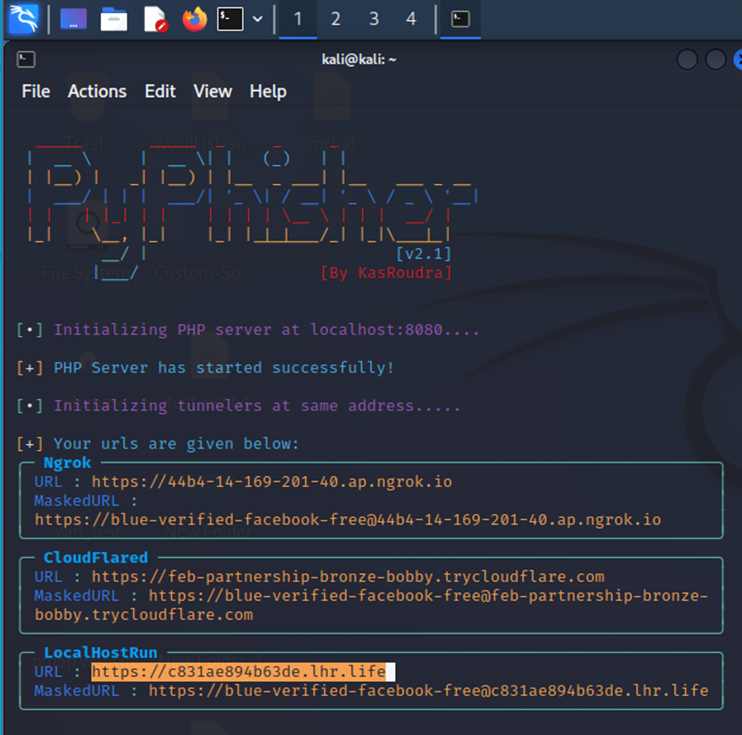 1 2 3 4
kali@kali: ~
File Actions Edit View Help
PyPhisher
[v2.1]
[By KasRoudra]
[•] Initializing PHP server at localhost:8080....
[+] PHP Server has started successfully!
[•] Initializing tunnelers at same address.....
[+] Your urls are given below:
Ngrok
URL : https://44b4-14-169-201-40.ap.ngrok.io
MaskedURL :
https://blue-verified-facebook-free@44b4-14-169-201-40.ap.ngrok.io
CloudFlared
URL : https://feb-partnership-bronze-bobby.trycloudflare.com
MaskedURL : https://blue-verified-facebook-free@feb-partnership-bronze-
bobby.trycloudflare.com
LocalHostRun
URL : https://c831ae894b63de.lhr.life
MaskedURL : https://blue-verified-facebook-free@c831ae894b63de.lhr.life